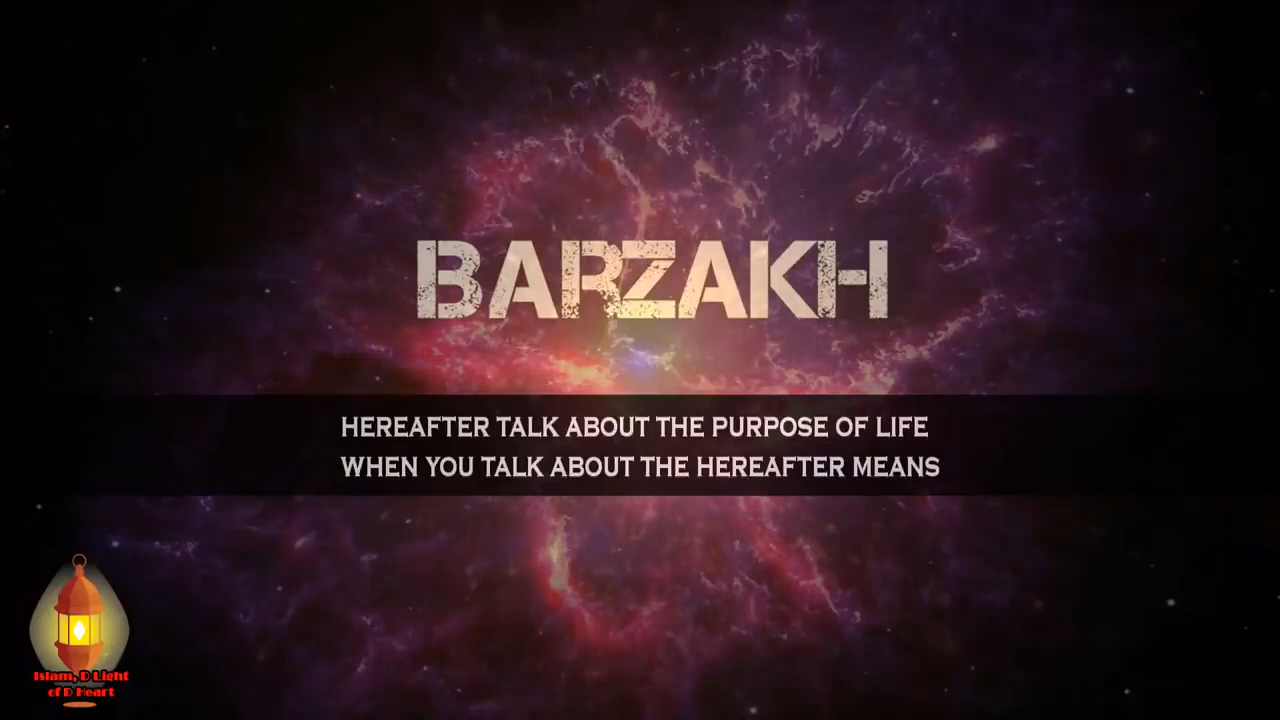 BARZAKH
HEREAFTER TALK ABOUT THE PURPOSE OF LIFE
WHEN YOU TALK ABOUT THE HEREAFTER MEANS
Islam, D Light
of D Heart